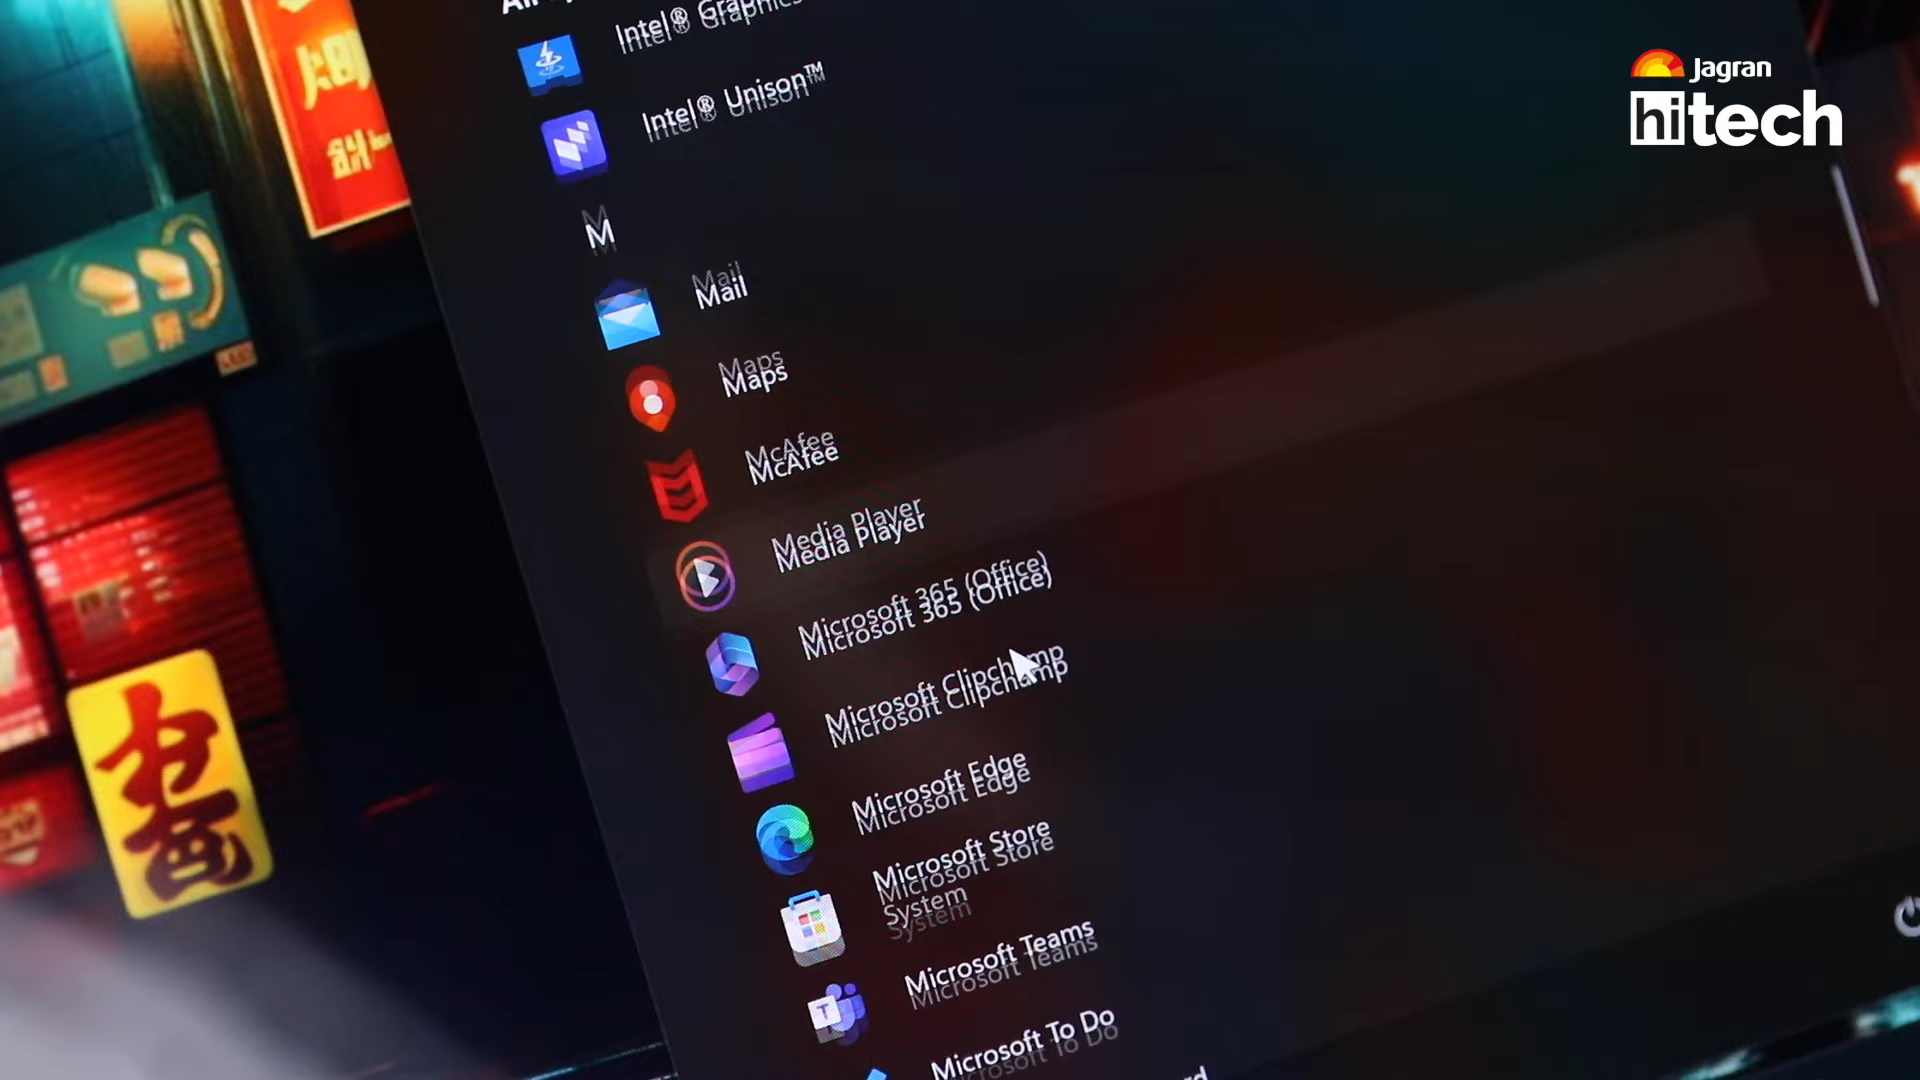 Jagran
hitech
Intel® Graphics
Intel® Unison™
M
Mail
Maps
McAfee
Media Player
Microsoft 365 (Office)
Microsoft Clipchamp
Microsoft Edge
Microsoft Store
System
Microsoft Teams
Microsoft To Do